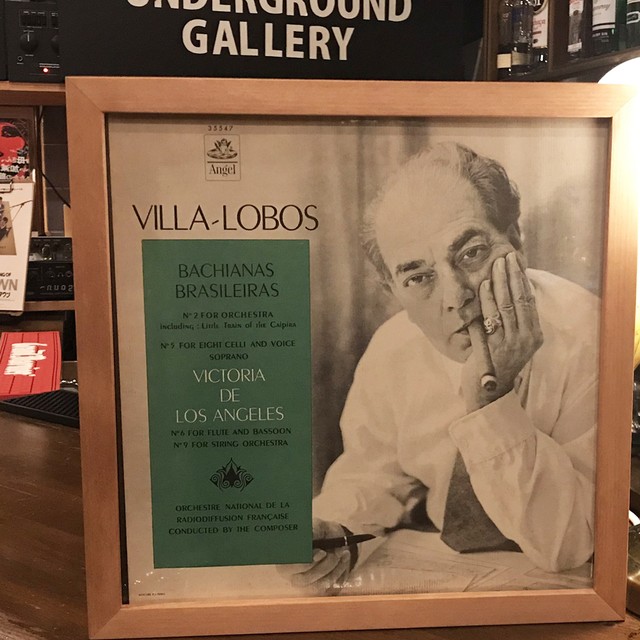 UNDERGROUND
GALLERY
35547
Angel
VILLA-LOBOS
BACHIANAS
BRASILEIRAS
Nº 2 FOR ORCHESTRA
including : Little Train of the Caipira
Nº 5 FOR EIGHT CELLI AND VOICE
SOPRANO
VICTORIA
DE
LOS ANGELES
Nº 6 FOR FLUTE AND BASSOON
Nº 9 FOR STRING ORCHESTRA
ORCHESTRE NATIONAL DE LA
RADIODIFFUSION FRANÇAISE
CONDUCTED BY THE COMPOSER